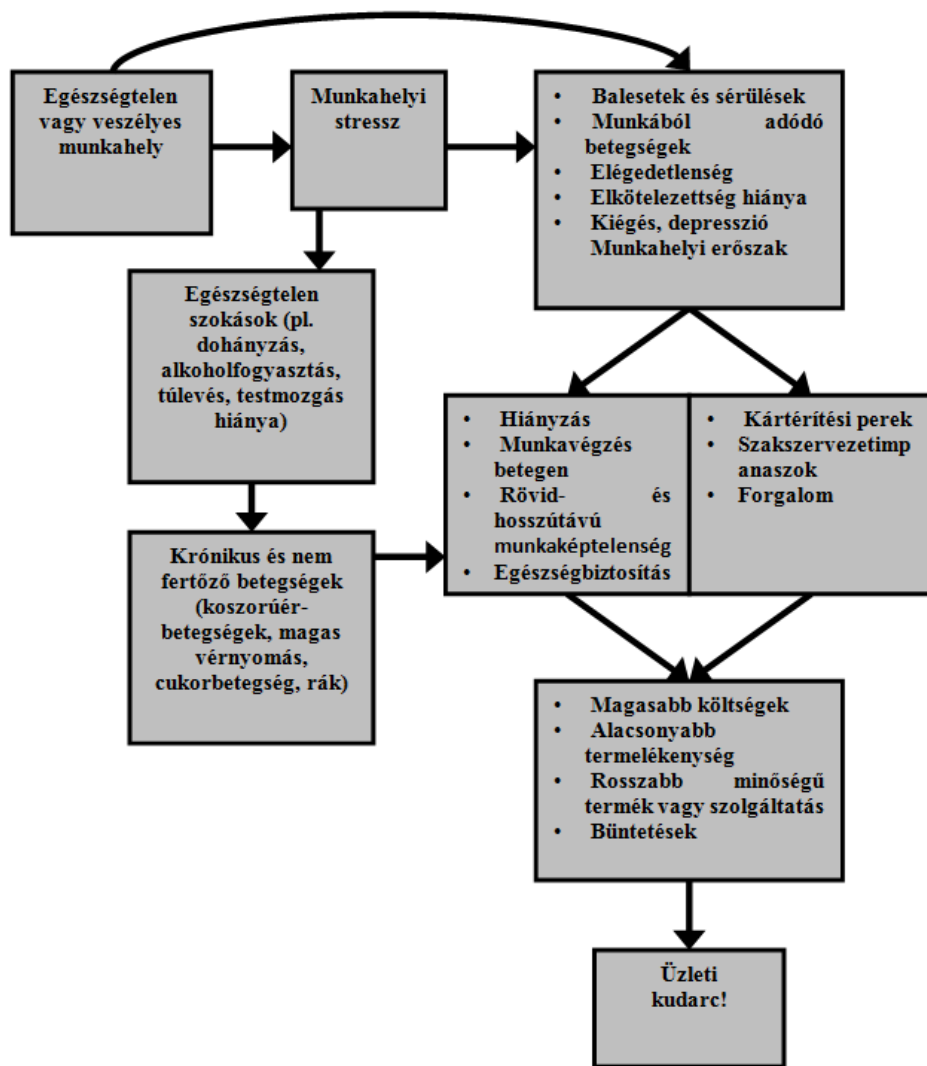 Egészségtelen
vagy veszélyes
munkahely
Munkahelyi
stressz
• Balesetek és sérülések
• Munkából adódó
betegségek
• Elégedetlenség
• Elkötelezettség hiánya
• Kiégés, depresszió
Munkahelyi erőszak
Egészségtelen
szokások (pl.
dohányzás,
alkoholfogyasztás,
túlevés, testmozgás
hiánya)
• Hiányzás
• Munkavégzés
betegen
• Rövid- és
hosszútávú
munkaképtelenség
• Egészségbiztosítás
• Kártérítési perek
• Szakszervezetimp
anaszok
• Forgalom
Krónikus és nem
fertőző betegségek
(koszorúér-
betegségek, magas
vérnyomás,
cukorbetegség, rák)
• Magasabb költségek
• Alacsonyabb
termelékenység
• Rosszabb minőségű
termék vagy szolgáltatás
• Büntetések
Üzleti
kudarc!